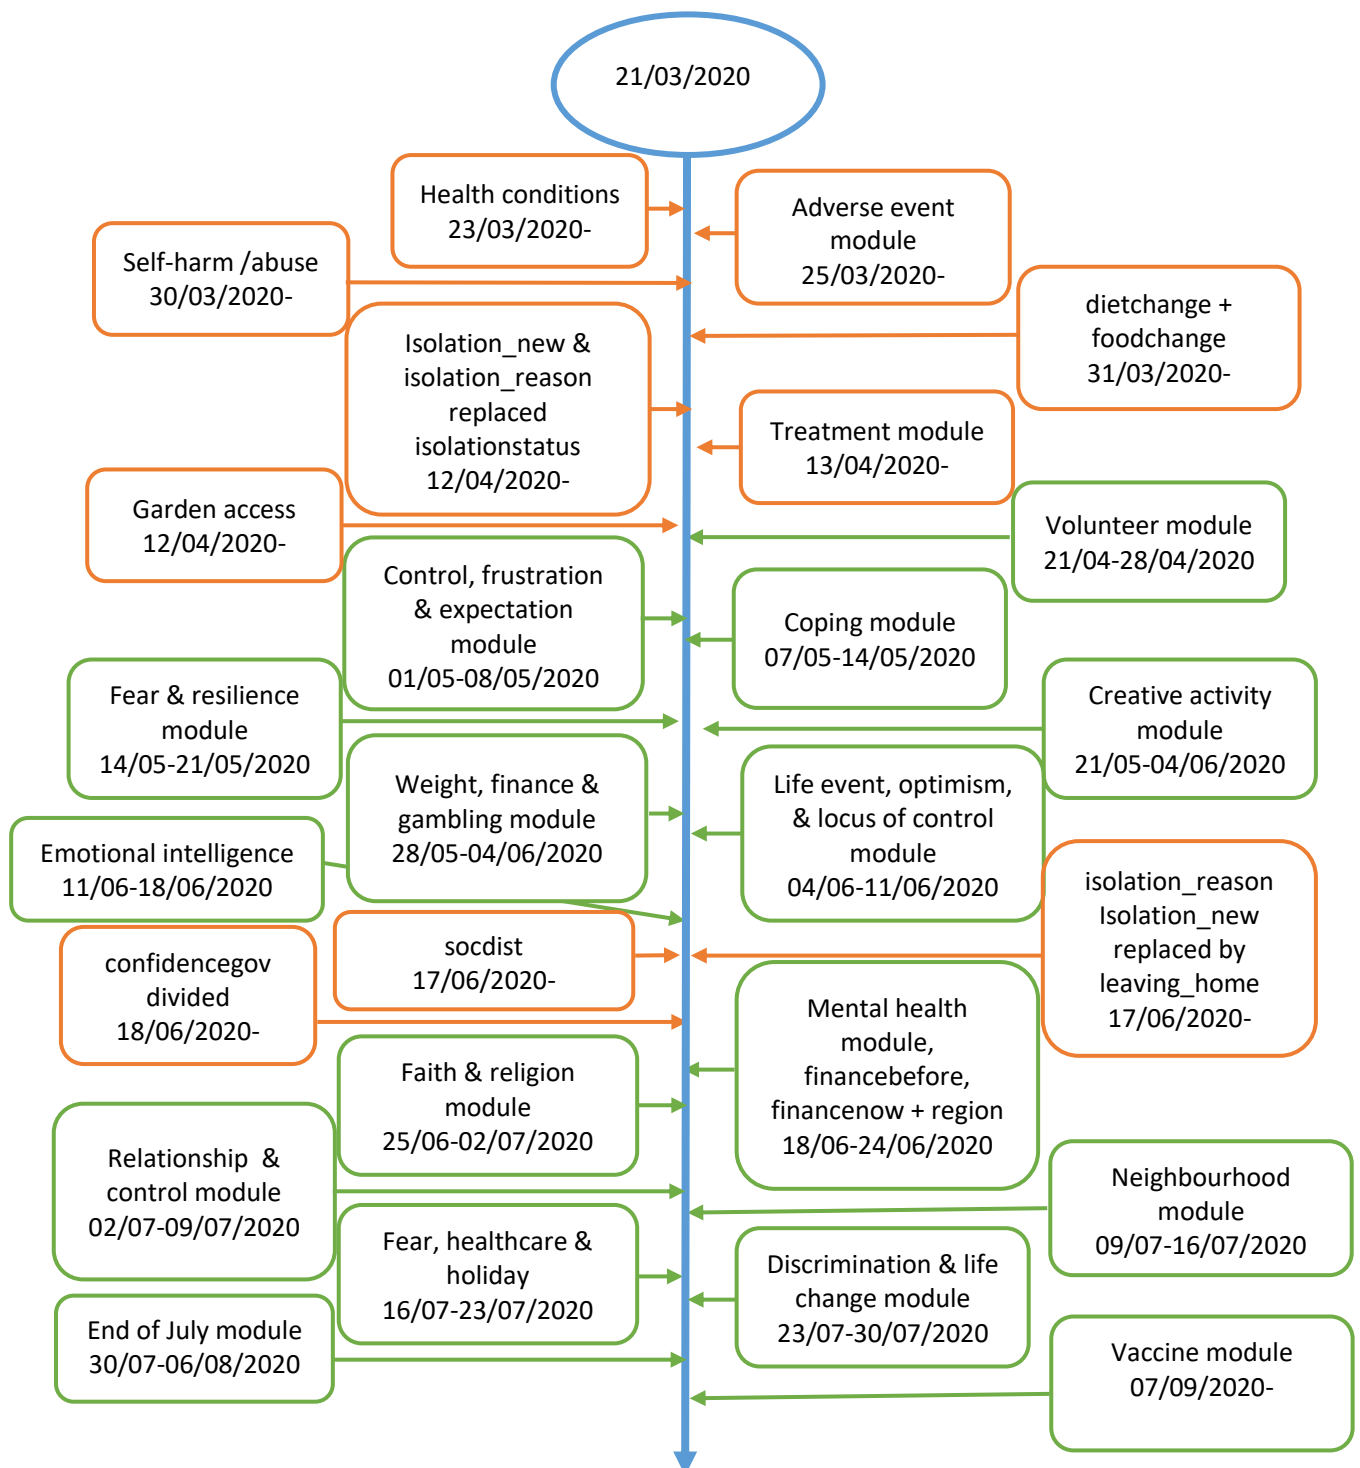 21/03/2020
Health conditions
23/03/2020-
Adverse event
module
25/03/2020-
Self-harm /abuse
30/03/2020-
dietchange +
foodchange
31/03/2020-
Isolation_new &
isolation_reason
replaced
isolationstatus
12/04/2020-
Treatment module
13/04/2020-
Garden access
12/04/2020-
Volunteer module
21/04-28/04/2020
Control, frustration
& expectation
module
01/05-08/05/2020
Coping module
07/05-14/05/2020
Fear & resilience
module
14/05-21/05/2020
Creative activity
module
21/05-04/06/2020
Weight, finance &
gambling module
28/05-04/06/2020
Life event, optimism,
& locus of control
module
04/06-11/06/2020
Emotional intelligence
11/06-18/06/2020
isolation_reason
Isolation_new
replaced by
leaving_home
17/06/2020-
socdist
17/06/2020-
confidencegov
divided
18/06/2020-
Mental health
module,
financebefore,
financenow + region
18/06-24/06/2020
Faith & religion
module
25/06-02/07/2020
Relationship  &
control module
02/07-09/07/2020
Neighbourhood
module
09/07-16/07/2020
Fear, healthcare &
holiday
16/07-23/07/2020
Discrimination & life
change module
23/07-30/07/2020
End of July module
30/07-06/08/2020
Vaccine module
07/09/2020-